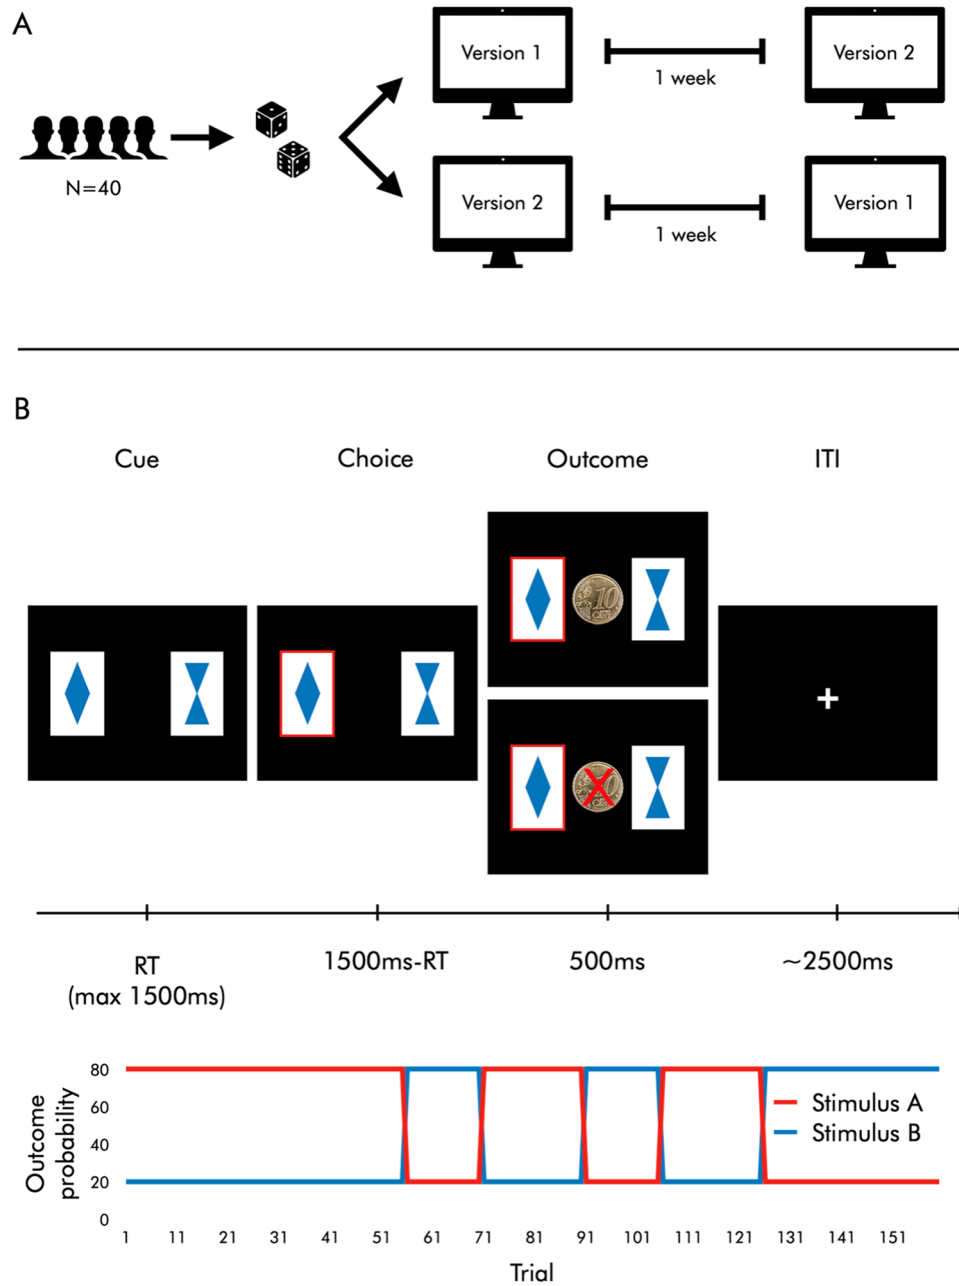 A
Version 1
1 week
Version 2
N=40
Version 2
1 week
Version 1
B
Cue
Choice
Outcome
ITI
10
+
X
RT
(max 1500ms)
1500ms-RT
500ms
~2500ms
Outcome
probability
80
60
40
20
0
Stimulus A
Stimulus B
1 11 21 31 41 51 61 71 81 91 101 111 121 131 141 151
Trial